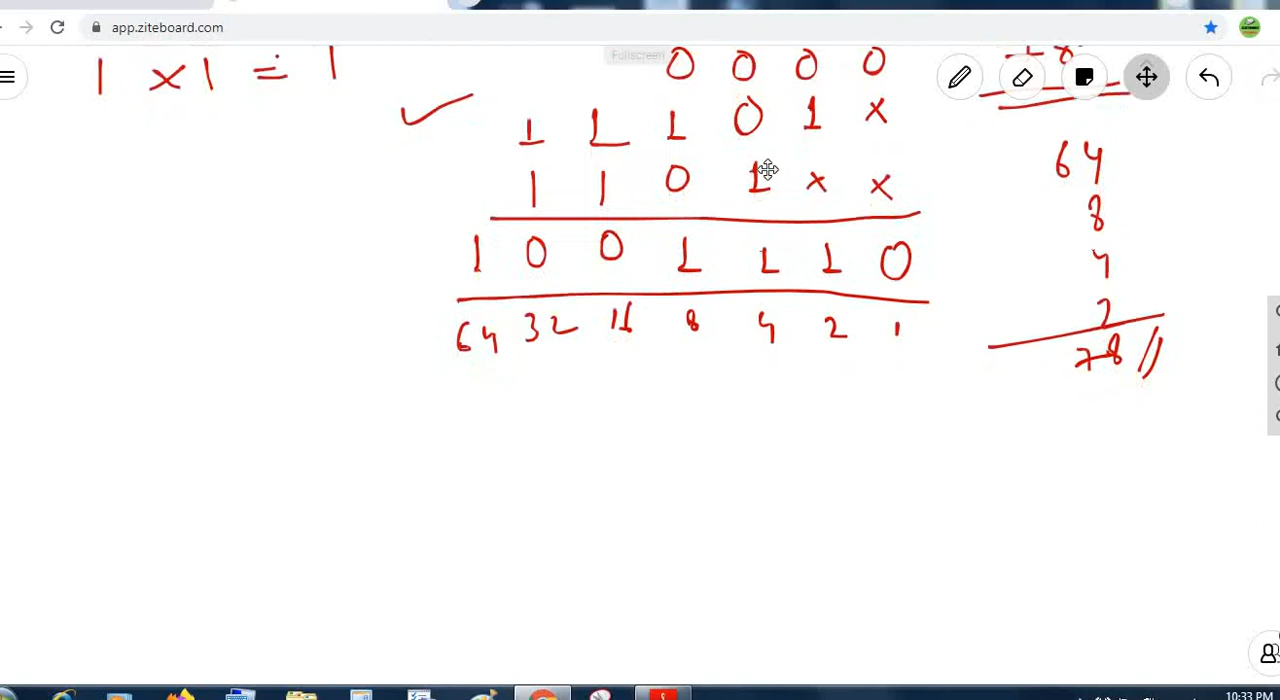 app.ziteboard.com
Fullscreen
1 x 1 = 1
0 0 0 0
1 1 1 0 1 x
1 1 0 1 x x
1 0 0 1 1 1 0
64 32 16 8 4 2 1
64
8
4
2
78 //
10:33 PM